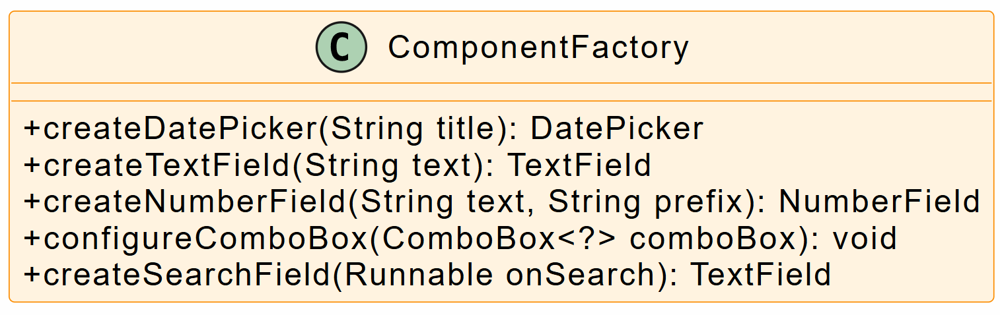 C ComponentFactory
+createDatePicker(String title): DatePicker
+createTextField(String text): TextField
+createNumberField(String text, String prefix): NumberField
+configureComboBox(ComboBox<?> comboBox): void
+createSearchField(Runnable onSearch): TextField